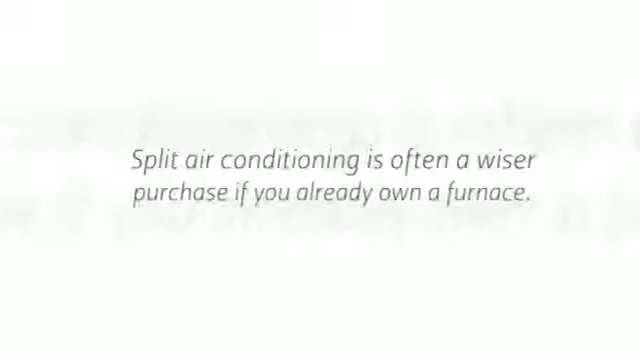 Split air conditioning is often a wiser
purchase if you already own a furnace.